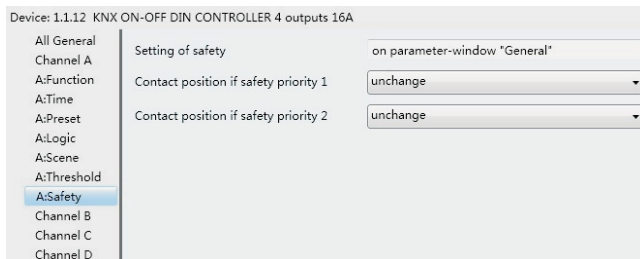 Device: 1.1.12 KNX ON-OFF DIN CONTROLLER 4 outputs 16A
All General
Channel A
A:Function
A:Time
A:Preset
A:Logic
A:Scene
A:Threshold
A:Safety
Channel B
Channel C
Channel D
Setting of safety on parameter-window "General"
Contact position if safety priority 1 unchange
Contact position if safety priority 2 unchange